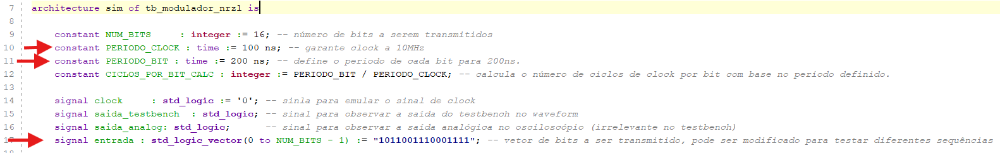 7 architecture sim of tb_modulador_nrzl is
8
9 constant NUM_BITS : integer := 16; -- número de bits a serem transmitidos
10 constant PERIODO_CLOCK : time := 100 ns; -- garante clock a 10MHz
11 constant PERIODO_BIT : time := 200 ns; -- define o período de cada bit para 200ns.
12 constant CICLOS_POR_BIT_CALC : integer := PERIODO_BIT / PERIODO_CLOCK; -- calcula o número de ciclos de clock por bit com base no período definido.
13
14 signal clock : std_logic := '0'; -- sinla para emular o sinal de clock
15 signal saida_testbench : std_logic; -- sinal para observar a saída do testbench no waveform
16 signal saida_analog: std_logic; -- sinal para observar a saída analógica no osciloscópio (irrelevante no testbench)
17 signal entrada : std_logic_vector(0 to NUM_BITS - 1) := "1011001110001111"; -- vetor de bits a ser transmitido, pode ser modificado para testar diferentes sequências